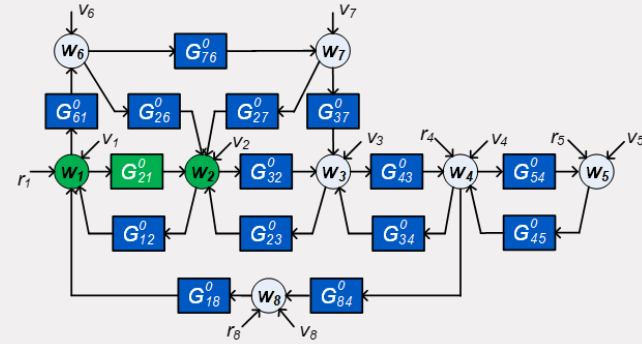 v6 v7
w6 G76^0 w7
G61^0 G26^0 G27^0 G37^0
v1 v2 v3 r4 v4 r5 v5
r1 w1 G21^0 w2 G32^0 w3 G43^0 w4 G54^0 w5
G12^0 G23^0 G34^0 G45^0
G18^0 w8 G84^0
r8 v8